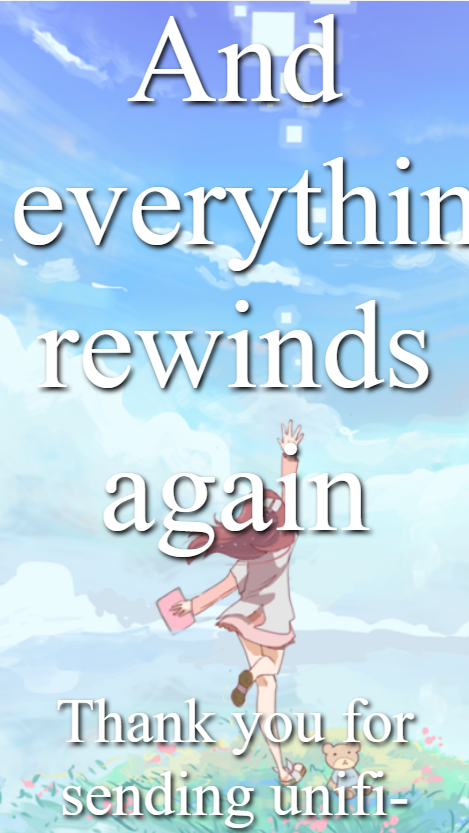 And
everythin
rewinds
again
Thank you for
sending unifi-